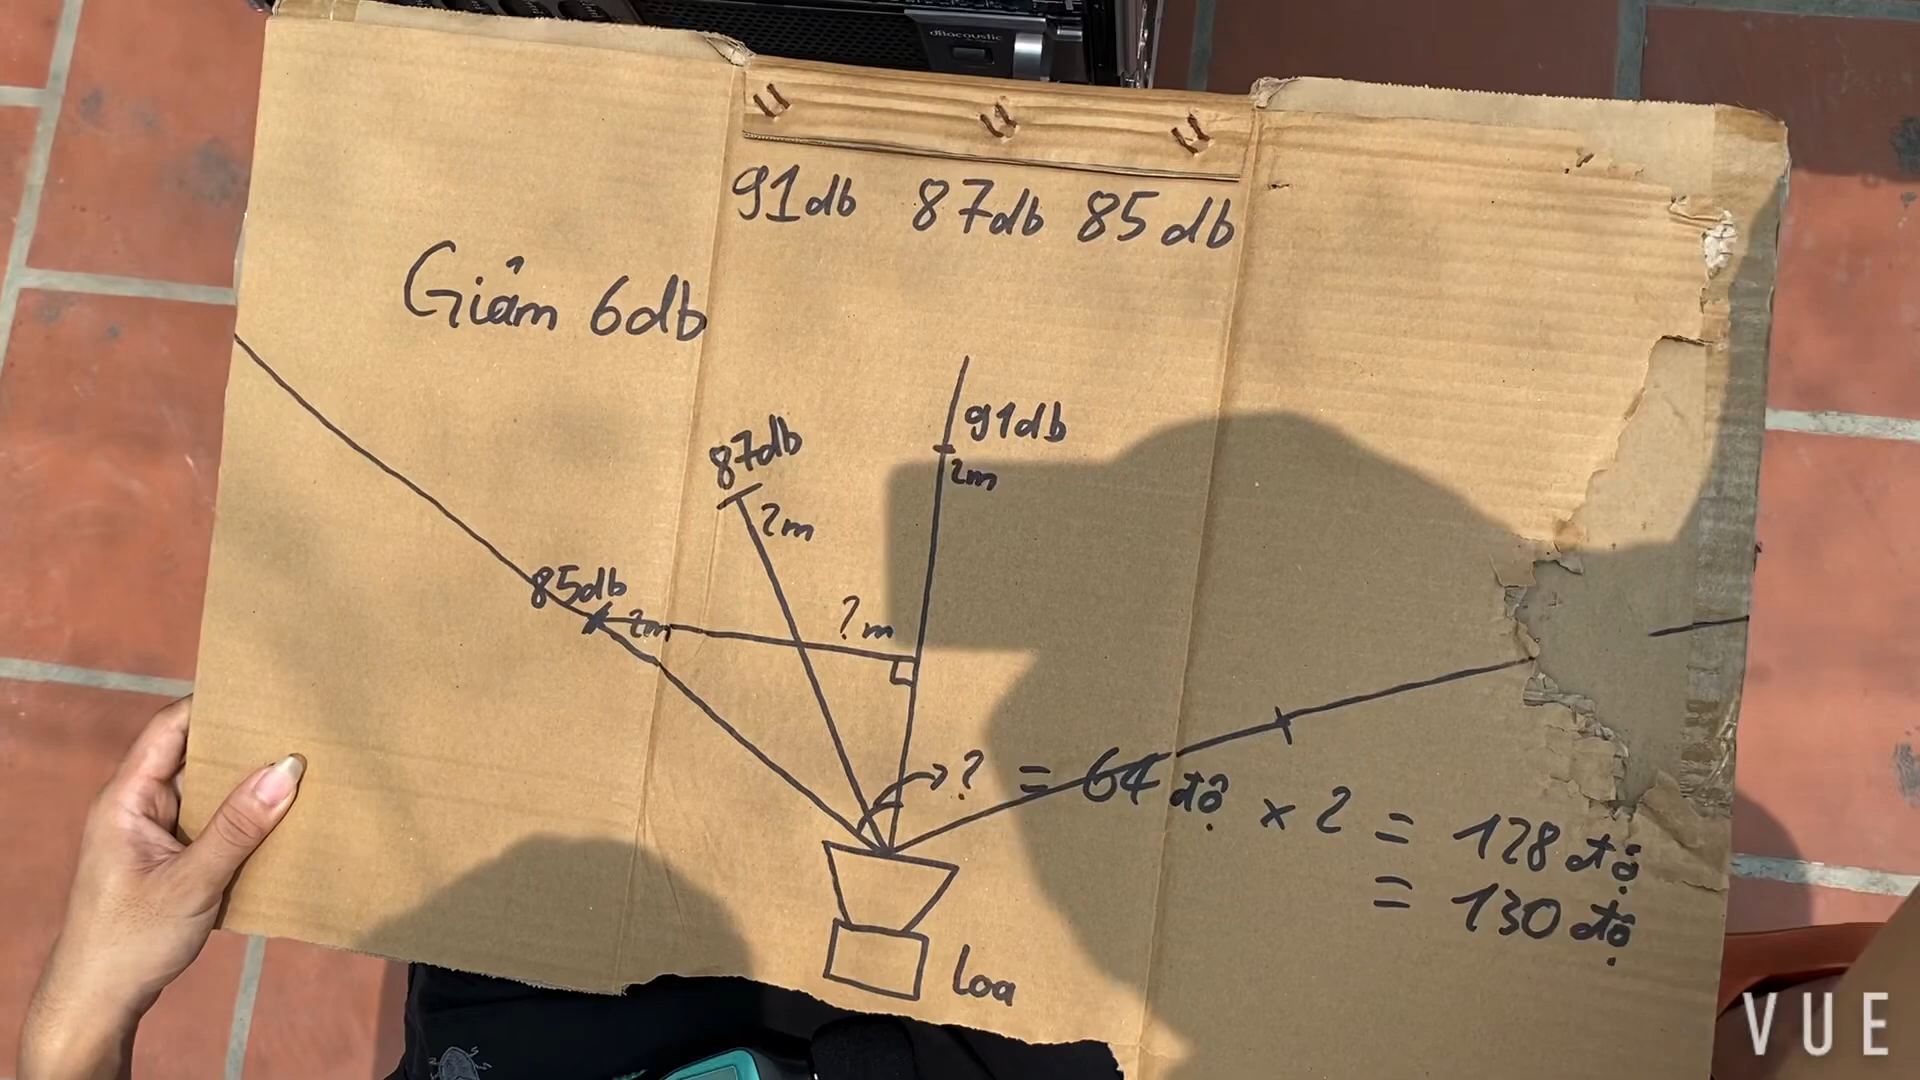 dBacoustic
91db 87db 85db
Giảm 6db
91db
2m
87db
2m
85db
2m
?m
? = 64 độ x 2 = 128 độ
= 130 độ
Loa
VUE